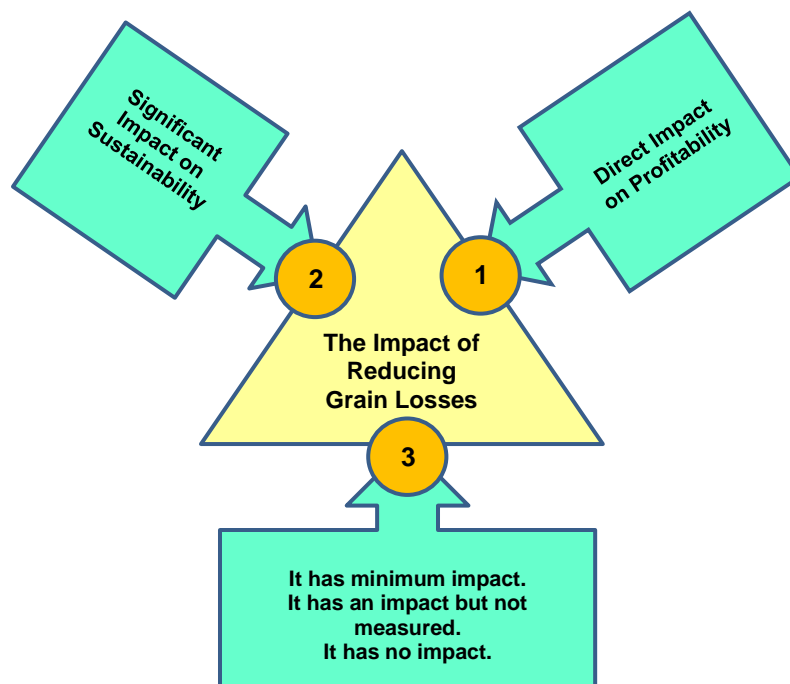 Significant
Impact on
Sustainability
Direct Impact
on Profitability
2
1
The Impact of
Reducing
Grain Losses
3
It has minimum impact.
It has an impact but not
measured.
It has no impact.